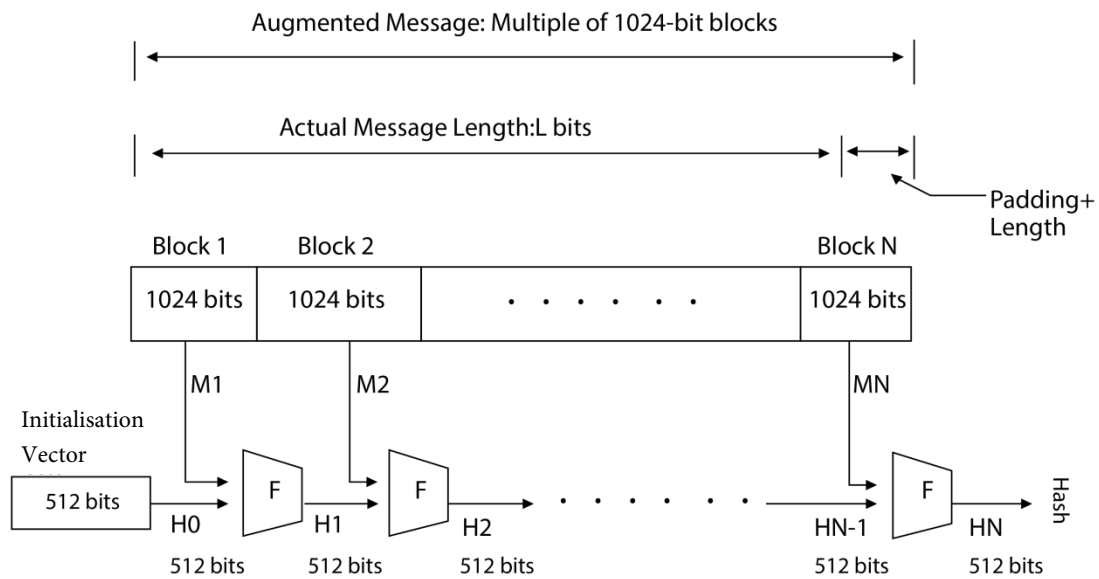 Augmented Message: Multiple of 1024-bit blocks
Actual Message Length:L bits
Padding+
Length
Block 1
Block 2
Block N
1024 bits
1024 bits
. . . . . .
1024 bits
M1
M2
MN
Initialisation
Vector
512 bits
F
F
. . . . . .
F
Hash
H0
H1
H2
HN-1
HN
512 bits
512 bits
512 bits
512 bits
512 bits